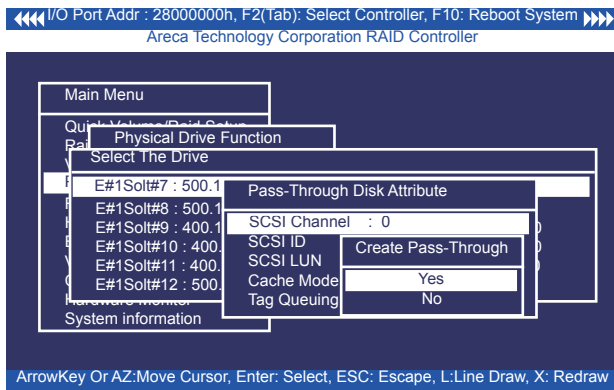 I/O Port Addr : 28000000h, F2(Tab): Select Controller, F10: Reboot System
Areca Technology Corporation RAID Controller
Main Menu
Physical Drive Function
Select The Drive
E#1Solt#7 : 500.1
E#1Solt#8 : 500.1
E#1Solt#9 : 400.1
E#1Solt#10 : 400.
E#1Solt#11 : 400.
E#1Solt#12 : 500.
Pass-Through Disk Attribute
SCSI Channel : 0
SCSI ID
SCSI LUN
Cache Mode
Tag Queuing
Create Pass-Through
Yes
No
Hardware Monitor
System information
ArrowKey Or AZ:Move Cursor, Enter: Select, ESC: Escape, L:Line Draw, X: Redraw